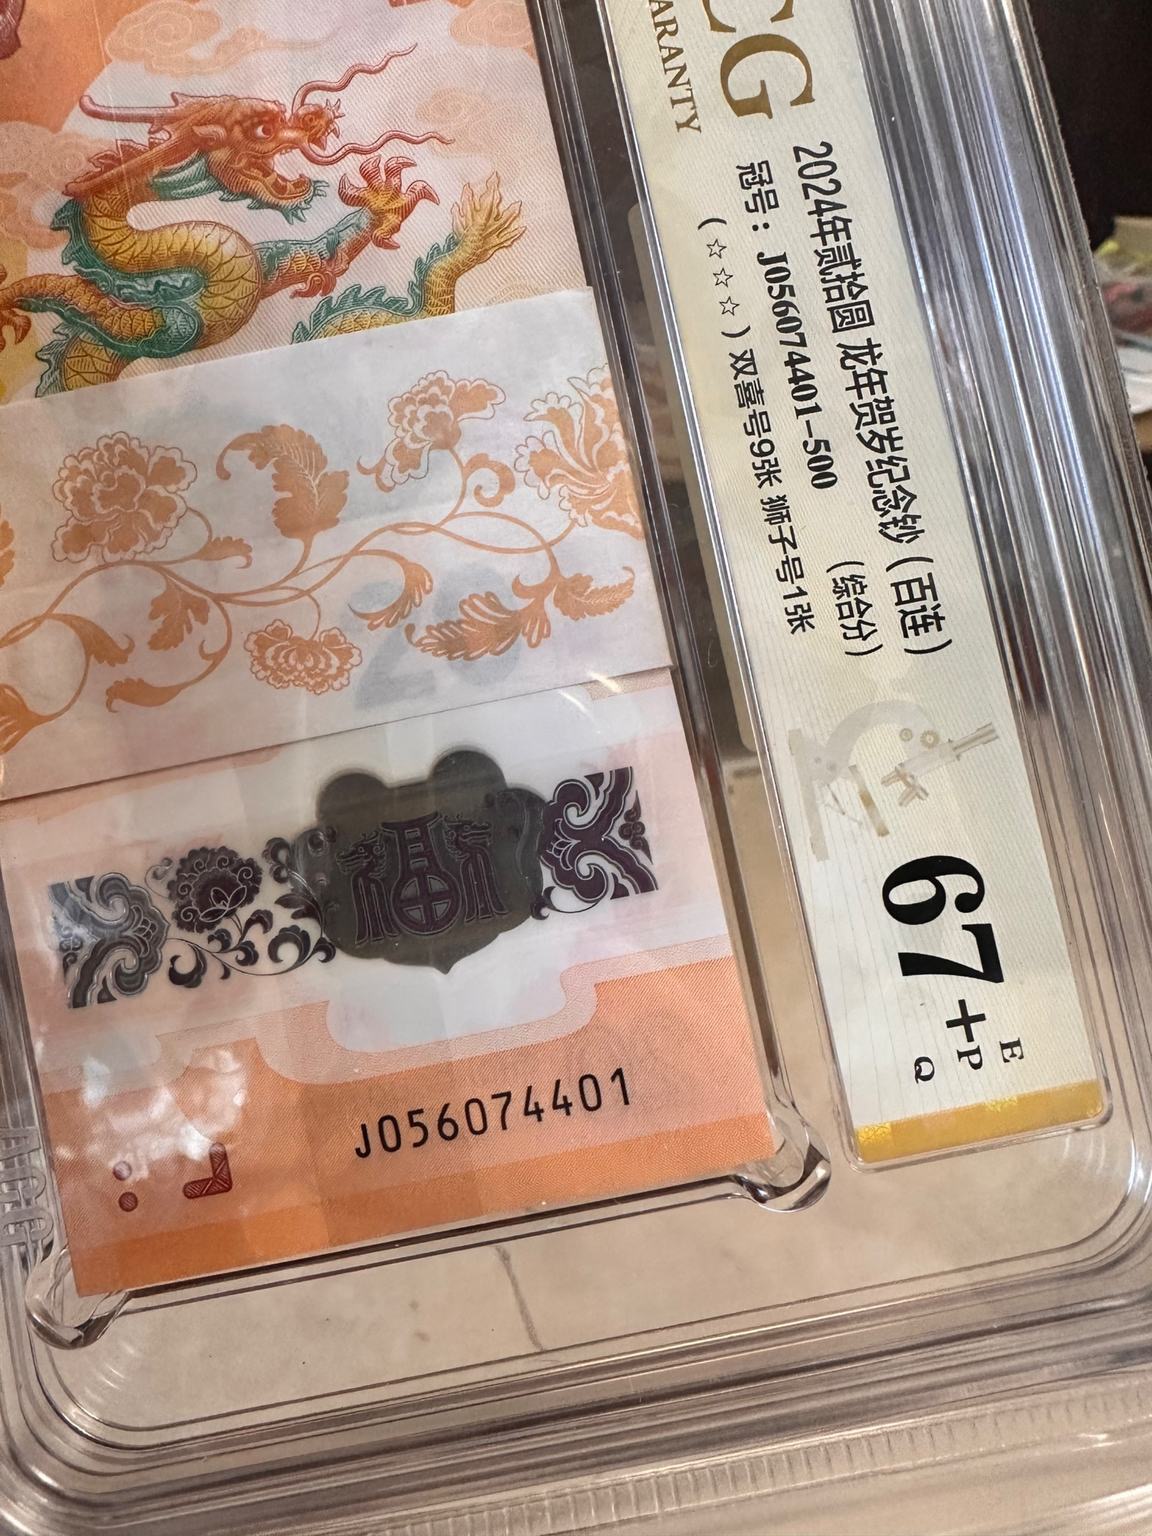 CG
ARANTY
2024年贰拾圆 龙年贺岁纪念钞(百连)
冠号: J056074401-500 (综合分)
(☆☆☆☆) 双喜号9张 狮子号1张
67+
E
P
Q
福
J056074401